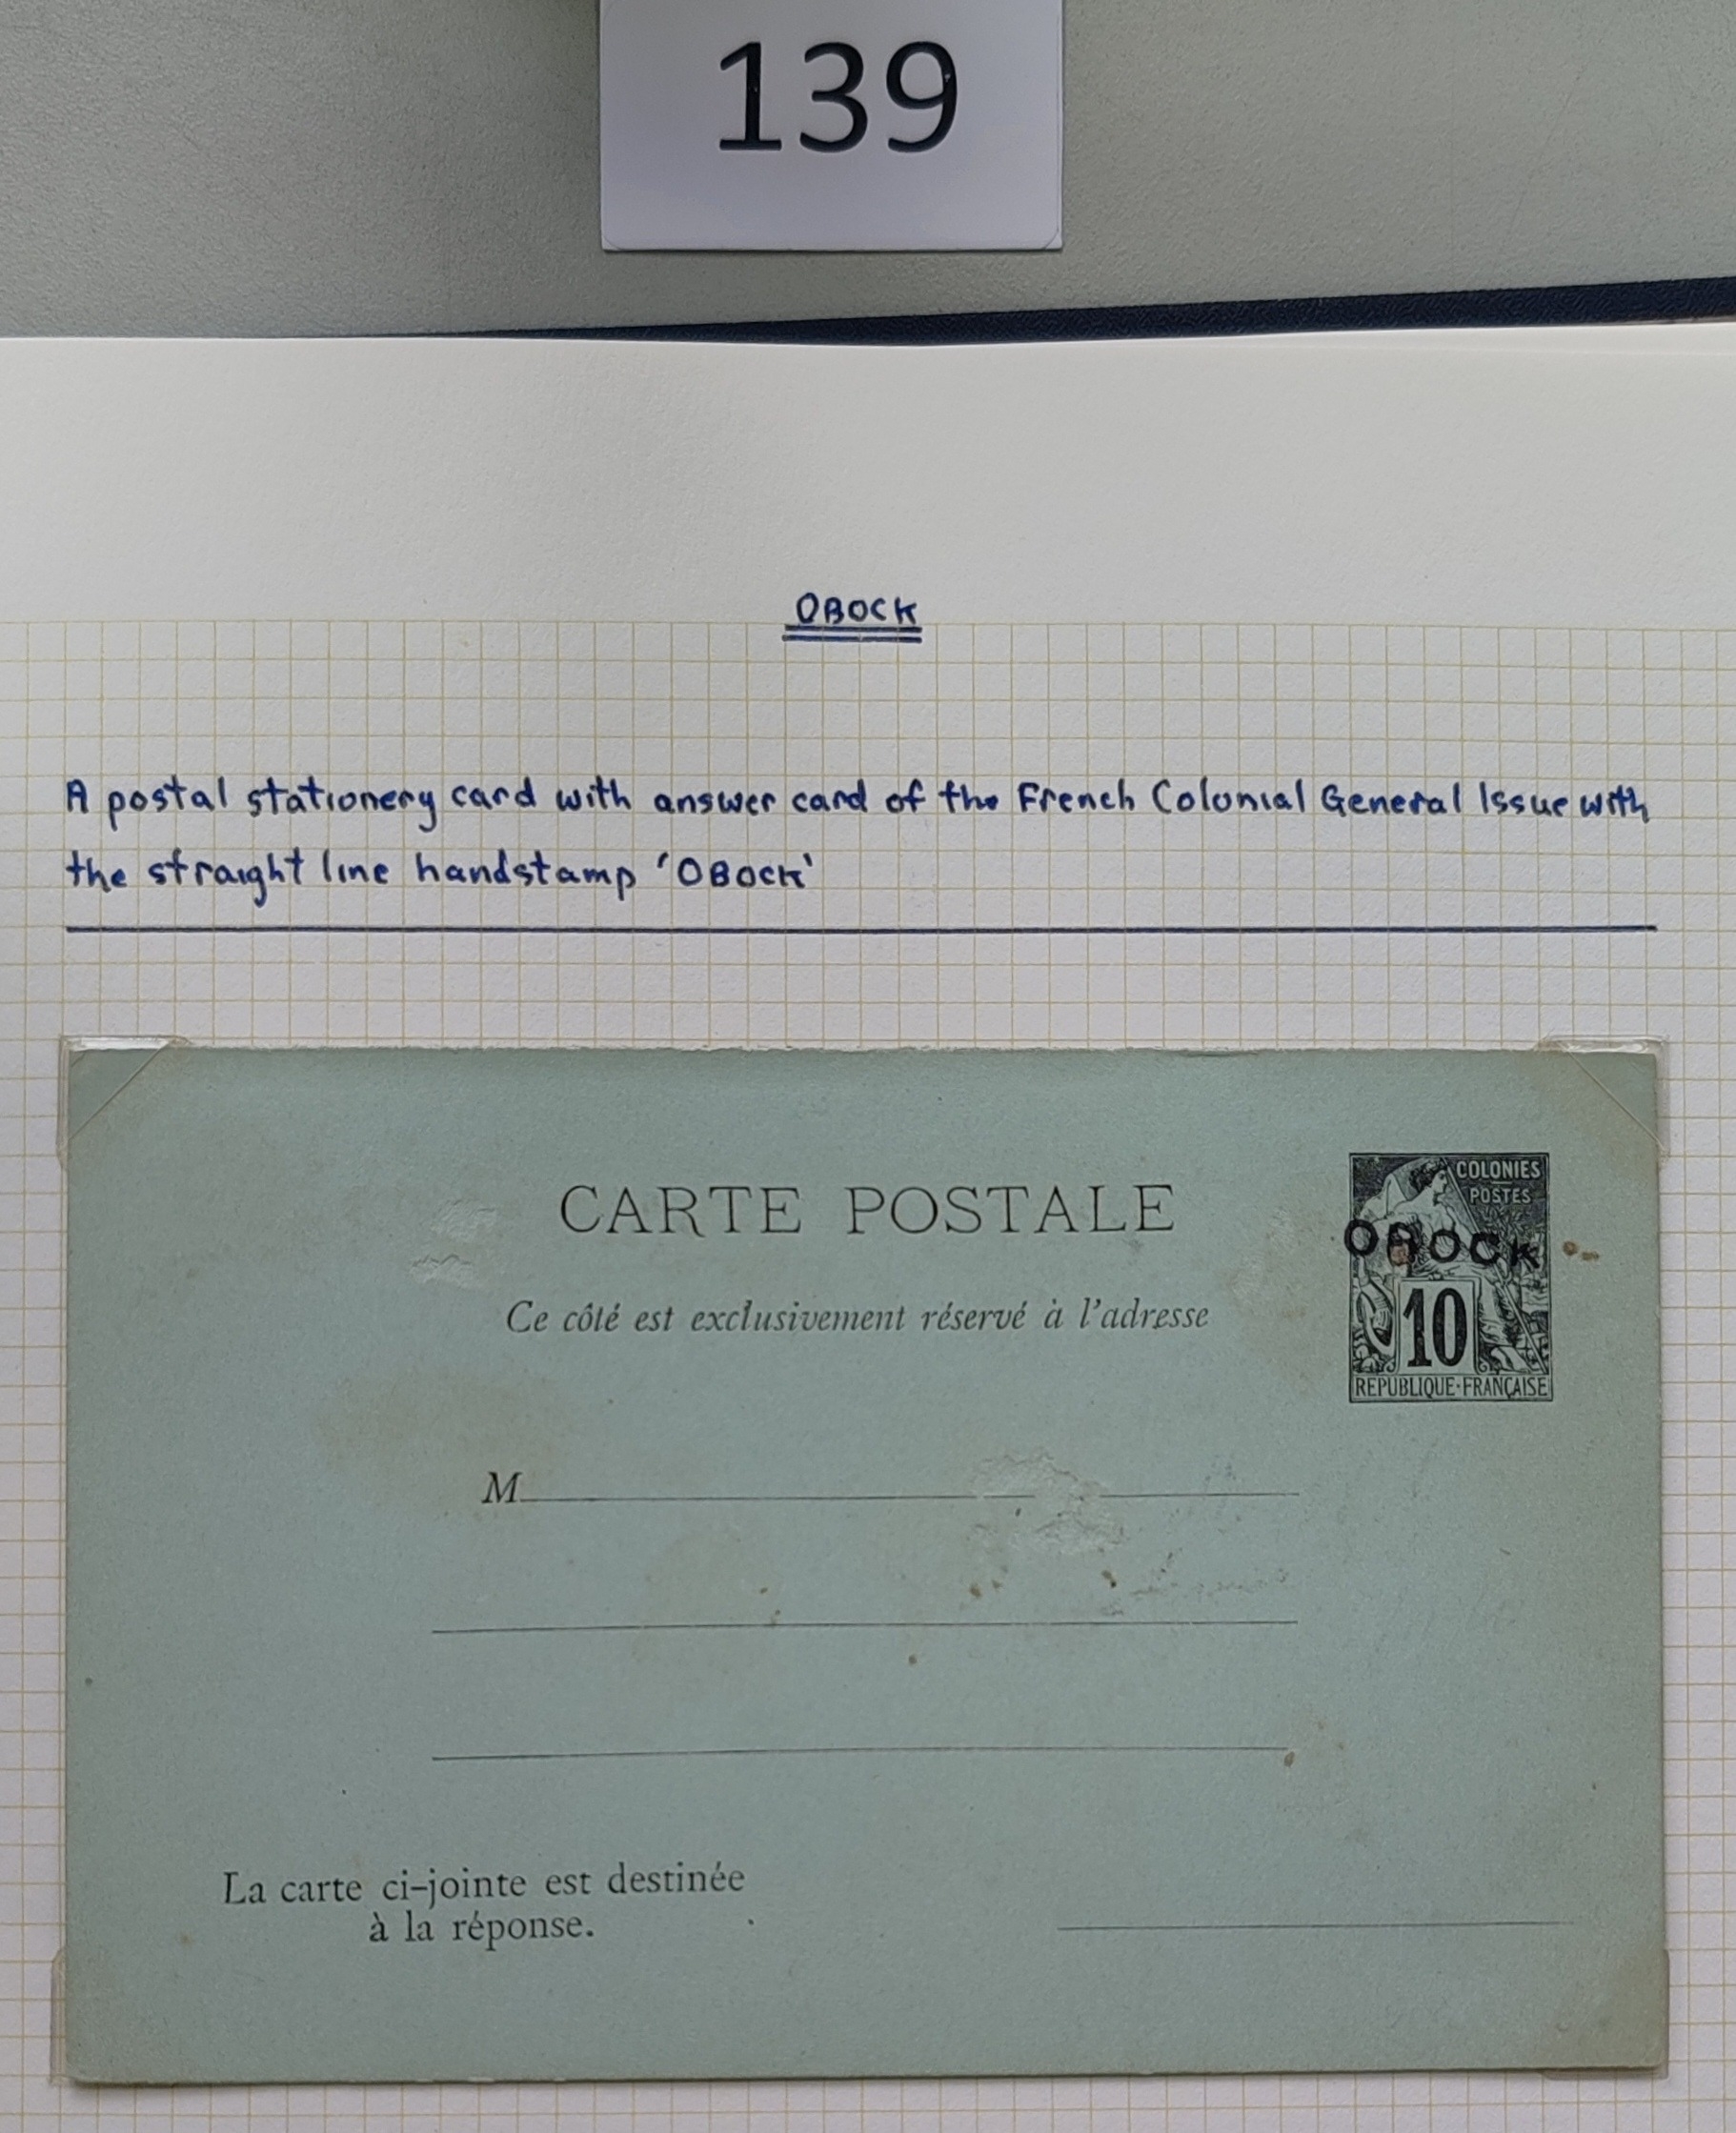 139
OBOCK
A postal stationery card with answer card of the French Colonial General Issue with
the straight line handstamp 'OBOCK'
CARTE POSTALE
COLONIES
POSTES
OBOCK
10
REPUBLIQUE·FRANÇAISE
Ce côté est exclusivement réservé à l'adresse
M
La carte ci-jointe est destinée
à la réponse.